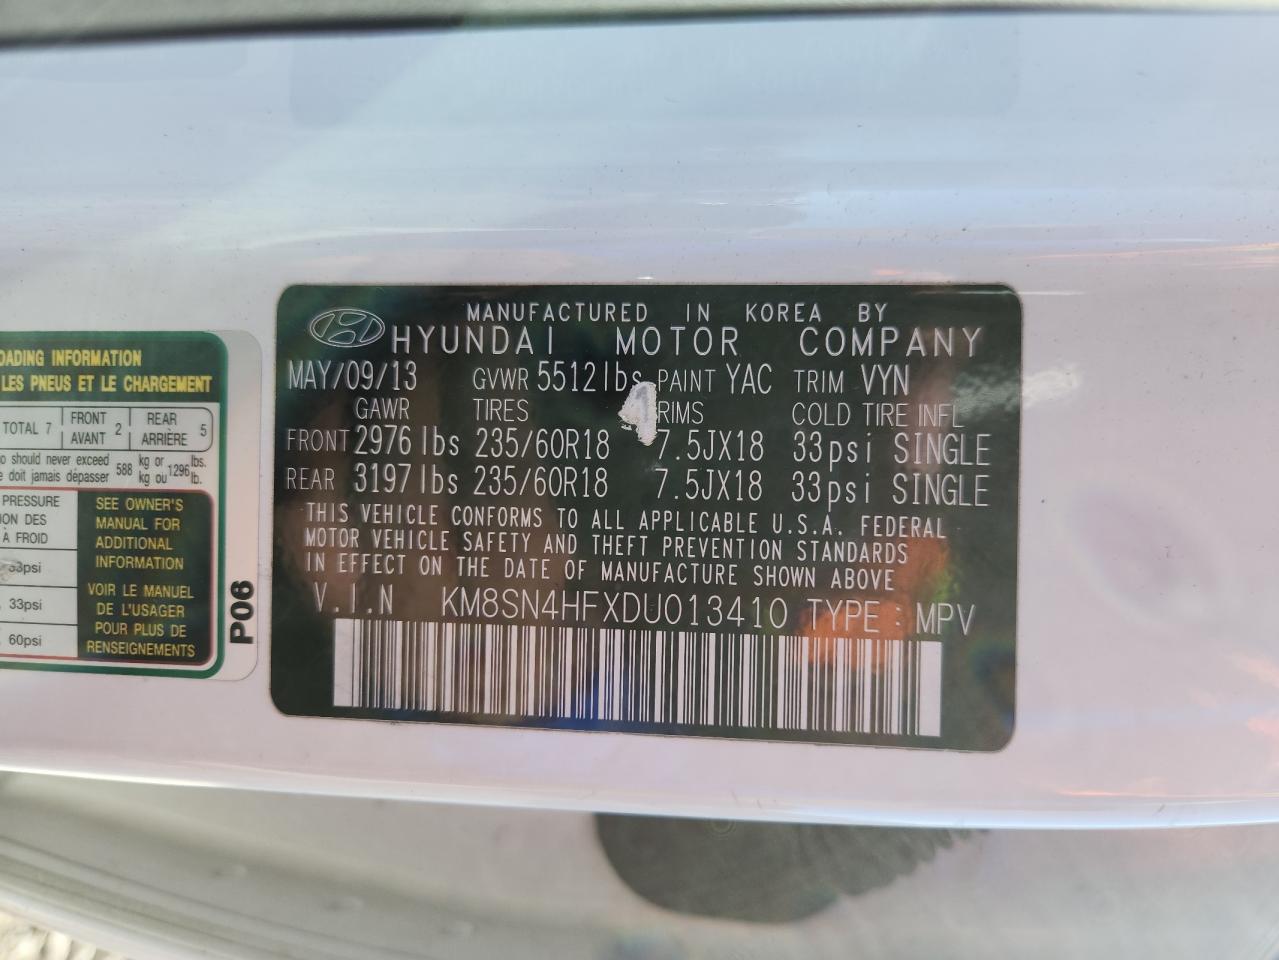 OADING INFORMATION
LES PNEUS ET LE CHARGEMENT
TOTAL 7 FRONT AVANT 2 REAR ARRIÈRE 5
should never exceed 588 kg or 1296 lbs.
doit jamais dépasser kg ou lb.
PRESSURE
ION DES
À FROID
33psi
33psi
60psi
SEE OWNER'S
MANUAL FOR
ADDITIONAL
INFORMATION
VOIR LE MANUEL
DE L'USAGER
POUR PLUS DE
RENSEIGNEMENTS
P06
MANUFACTURED IN KOREA BY
HYUNDAI MOTOR COMPANY
MAY/09/13 GVWR 5512lbs PAINT YAC TRIM VYN
GAWR TIRES RIMS COLD TIRE INFL
FRONT 2976lbs 235/60R18 7.5JX18 33psi SINGLE
REAR 3197lbs 235/60R18 7.5JX18 33psi SINGLE
THIS VEHICLE CONFORMS TO ALL APPLICABLE U.S.A. FEDERAL
MOTOR VEHICLE SAFETY AND THEFT PREVENTION STANDARDS
IN EFFECT ON THE DATE OF MANUFACTURE SHOWN ABOVE
V.I.N KM8SN4HFXDU013410 TYPE : MPV